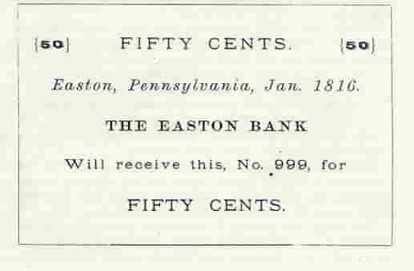 {50} FIFTY CENTS. {50}
Easton, Pennsylvania, Jan. 1816.
THE EASTON BANK
Will receive this, No. 999, for
FIFTY CENTS.